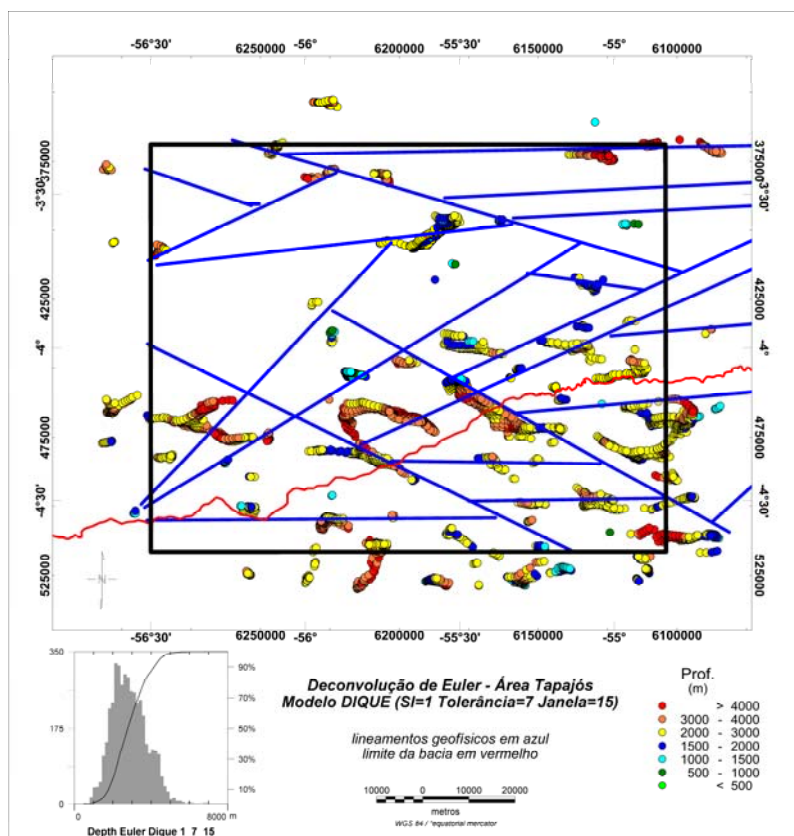 -56°30' 6250000 -56° 6200000 -55°30' 6150000 -55° 6100000
375000 375000
-3°30' -3°30'
425000 425000
-4° -4°
475000 475000
-4°30' -4°30'
525000 525000
N
-56°30' 6250000 -56° 6200000 -55°30' 6150000 -55° 6100000
350
175
0
90%
70%
50%
30%
10%
0 8000 m
Depth Euler Dique 1 7 15
Deconvolução de Euler - Área Tapajós
Modelo DIQUE (SI=1 Tolerância=7 Janela=15)
lineamentos geofísicos em azul
limite da bacia em vermelho
10000 0 10000 20000
metros
WGS 84 / *equatorial mercator
Prof.
(m)
> 4000
3000 - 4000
2000 - 3000
1500 - 2000
1000 - 1500
500 - 1000
< 500